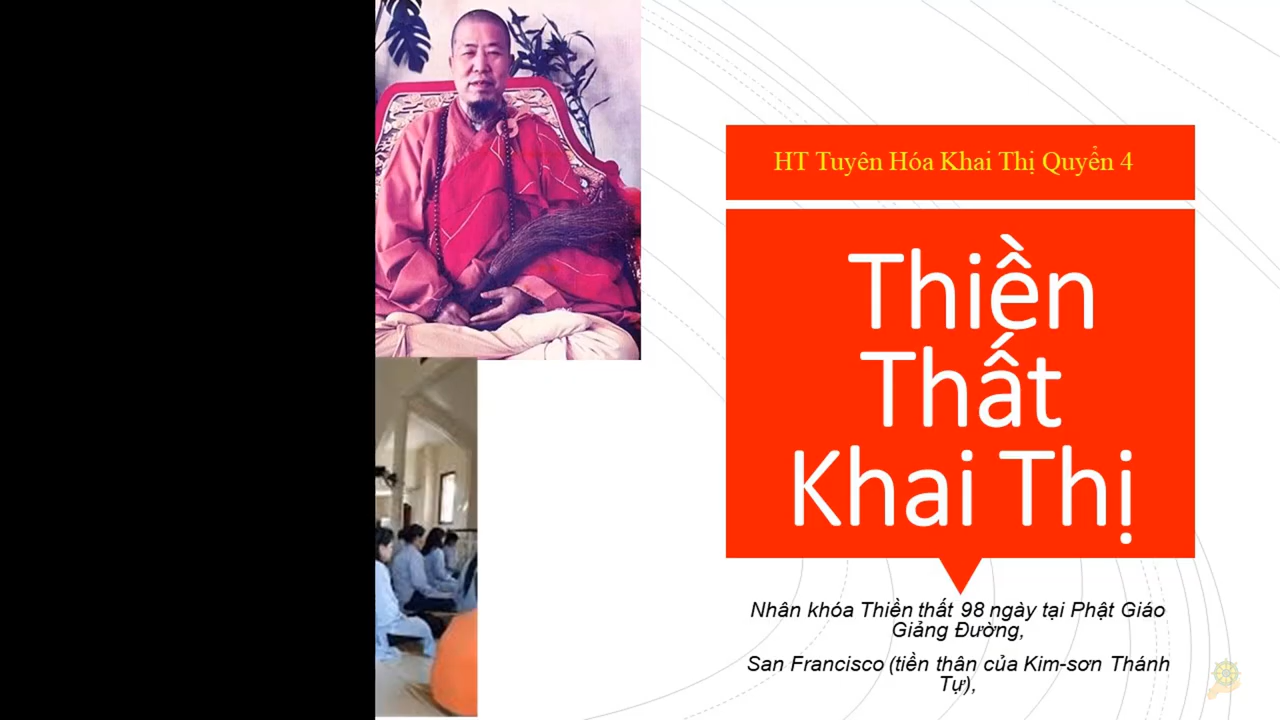 HT Tuyên Hóa Khai Thị Quyển 4
Thiền
Thất
Khai Thị
Nhân khóa Thiền thất 98 ngày tại Phật Giáo
Giảng Đường,
San Francisco (tiền thân của Kim-sơn Thánh
Tự),